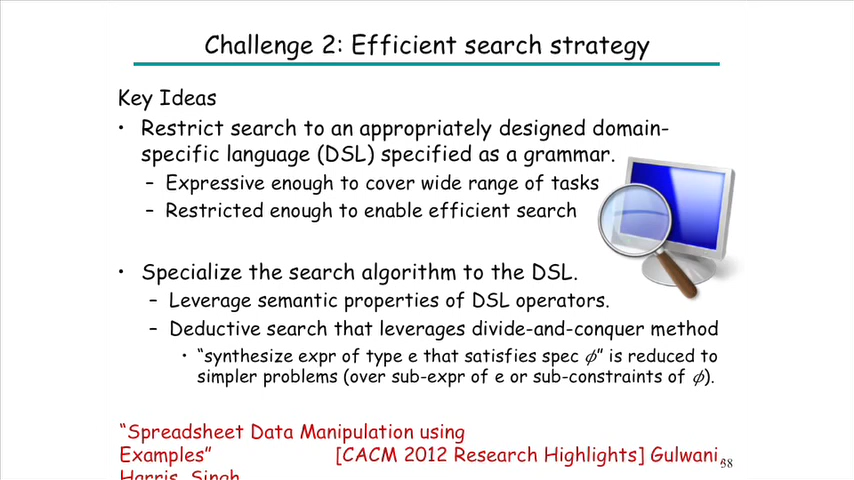 Challenge 2: Efficient search strategy
Key Ideas
• Restrict search to an appropriately designed domain-
specific language (DSL) specified as a grammar.
– Expressive enough to cover wide range of tasks
– Restricted enough to enable efficient search
• Specialize the search algorithm to the DSL.
– Leverage semantic properties of DSL operators.
– Deductive search that leverages divide-and-conquer method
• “synthesize expr of type e that satisfies spec 𝜙” is reduced to
simpler problems (over sub-expr of e or sub-constraints of 𝜙).
“Spreadsheet Data Manipulation using
Examples” [CACM 2012 Research Highlights] Gulwani,
Harris, Singh